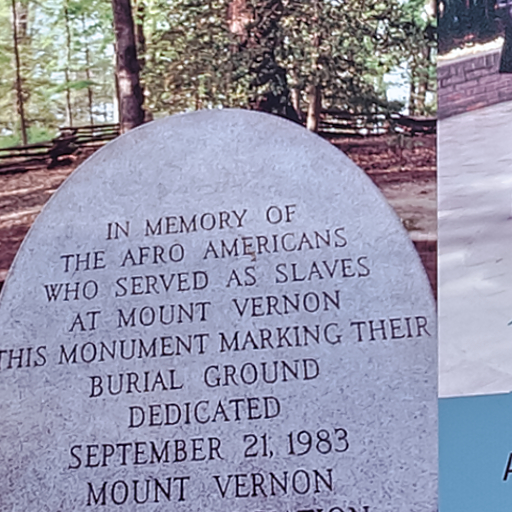 IN MEMORY OF
THE AFRO AMERICANS
WHO SERVED AS SLAVES
AT MOUNT VERNON
THIS MONUMENT MARKING THEIR
BURIAL GROUND
DEDICATED
SEPTEMBER 21, 1983
MOUNT VERNON